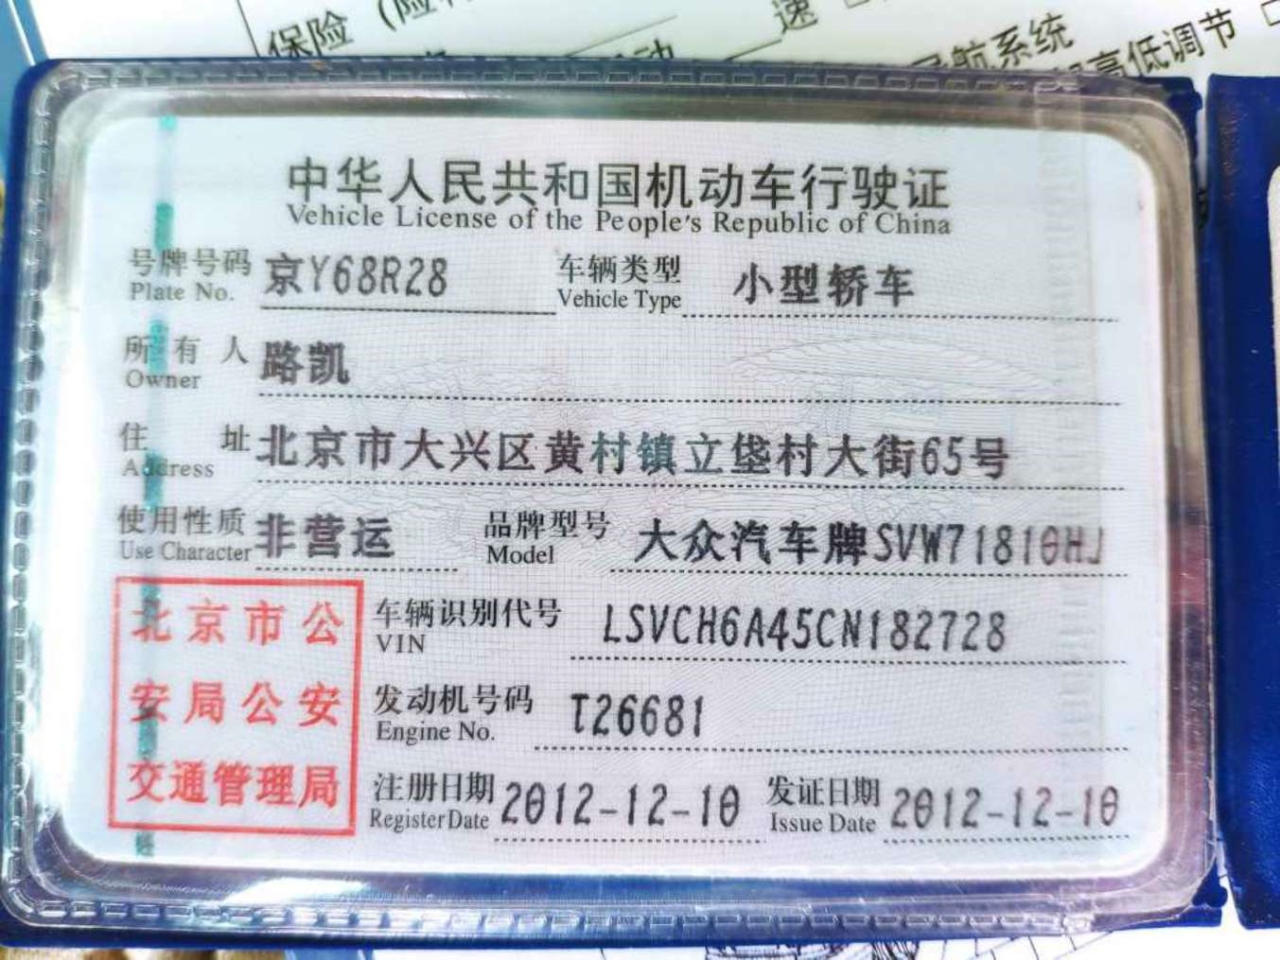 保险（险
速
导航系统
高低调节
中华人民共和国机动车行驶证
Vehicle License of the People's Republic of China
号牌号码 京Y68R28 车辆类型 小型轿车
Plate No. Vehicle Type
所有人 路凯
Owner
住址 北京市大兴区黄村镇立垡村大街65号
Address
使用性质 非营运 品牌型号 大众汽车牌SVW71810HJ
Use Character Model
北京市公
安局公安
交通管理局
车辆识别代号 LSVCH6A45CN182728
VIN
发动机号码 T26681
Engine No.
注册日期 2012-12-10 发证日期 2012-12-10
Register Date Issue Date